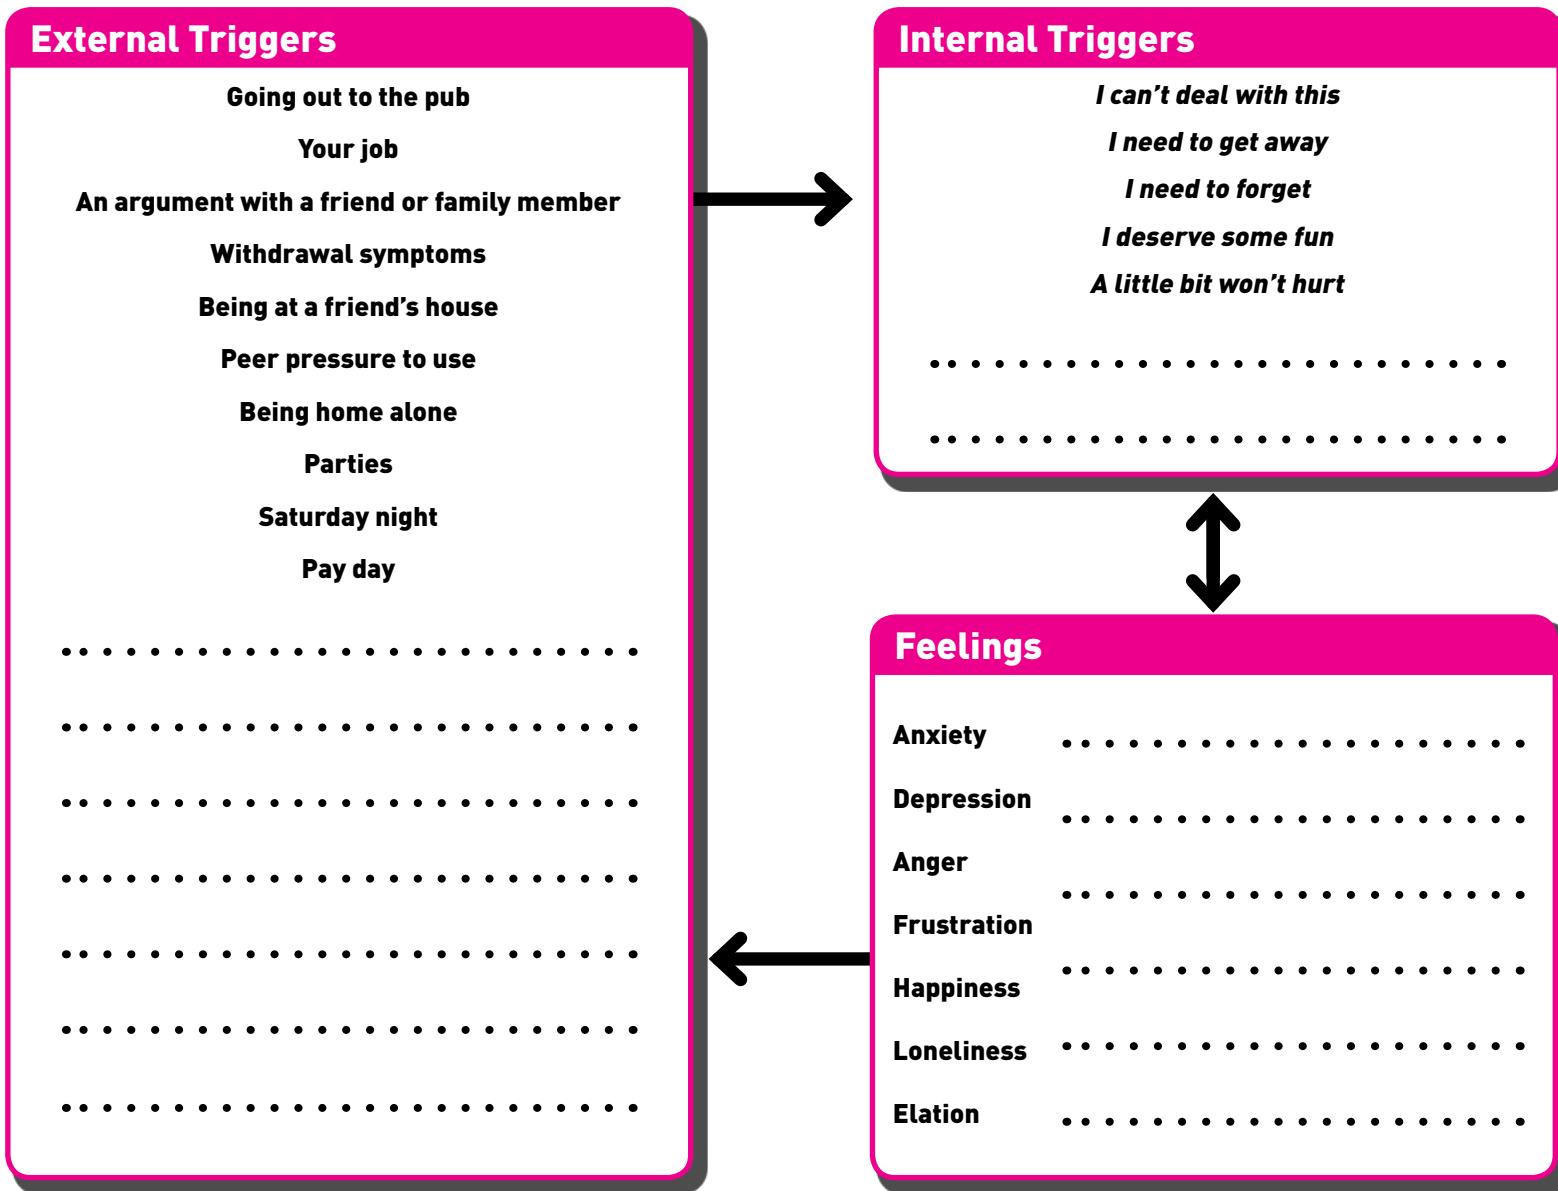 External Triggers
Going out to the pub
Your job
An argument with a friend or family member
Withdrawal symptoms
Being at a friend’s house
Peer pressure to use
Being home alone
Parties
Saturday night
Pay day
Internal Triggers
I can’t deal with this
I need to get away
I need to forget
I deserve some fun
A little bit won’t hurt
Feelings
Anxiety
Depression
Anger
Frustration
Happiness
Loneliness
Elation